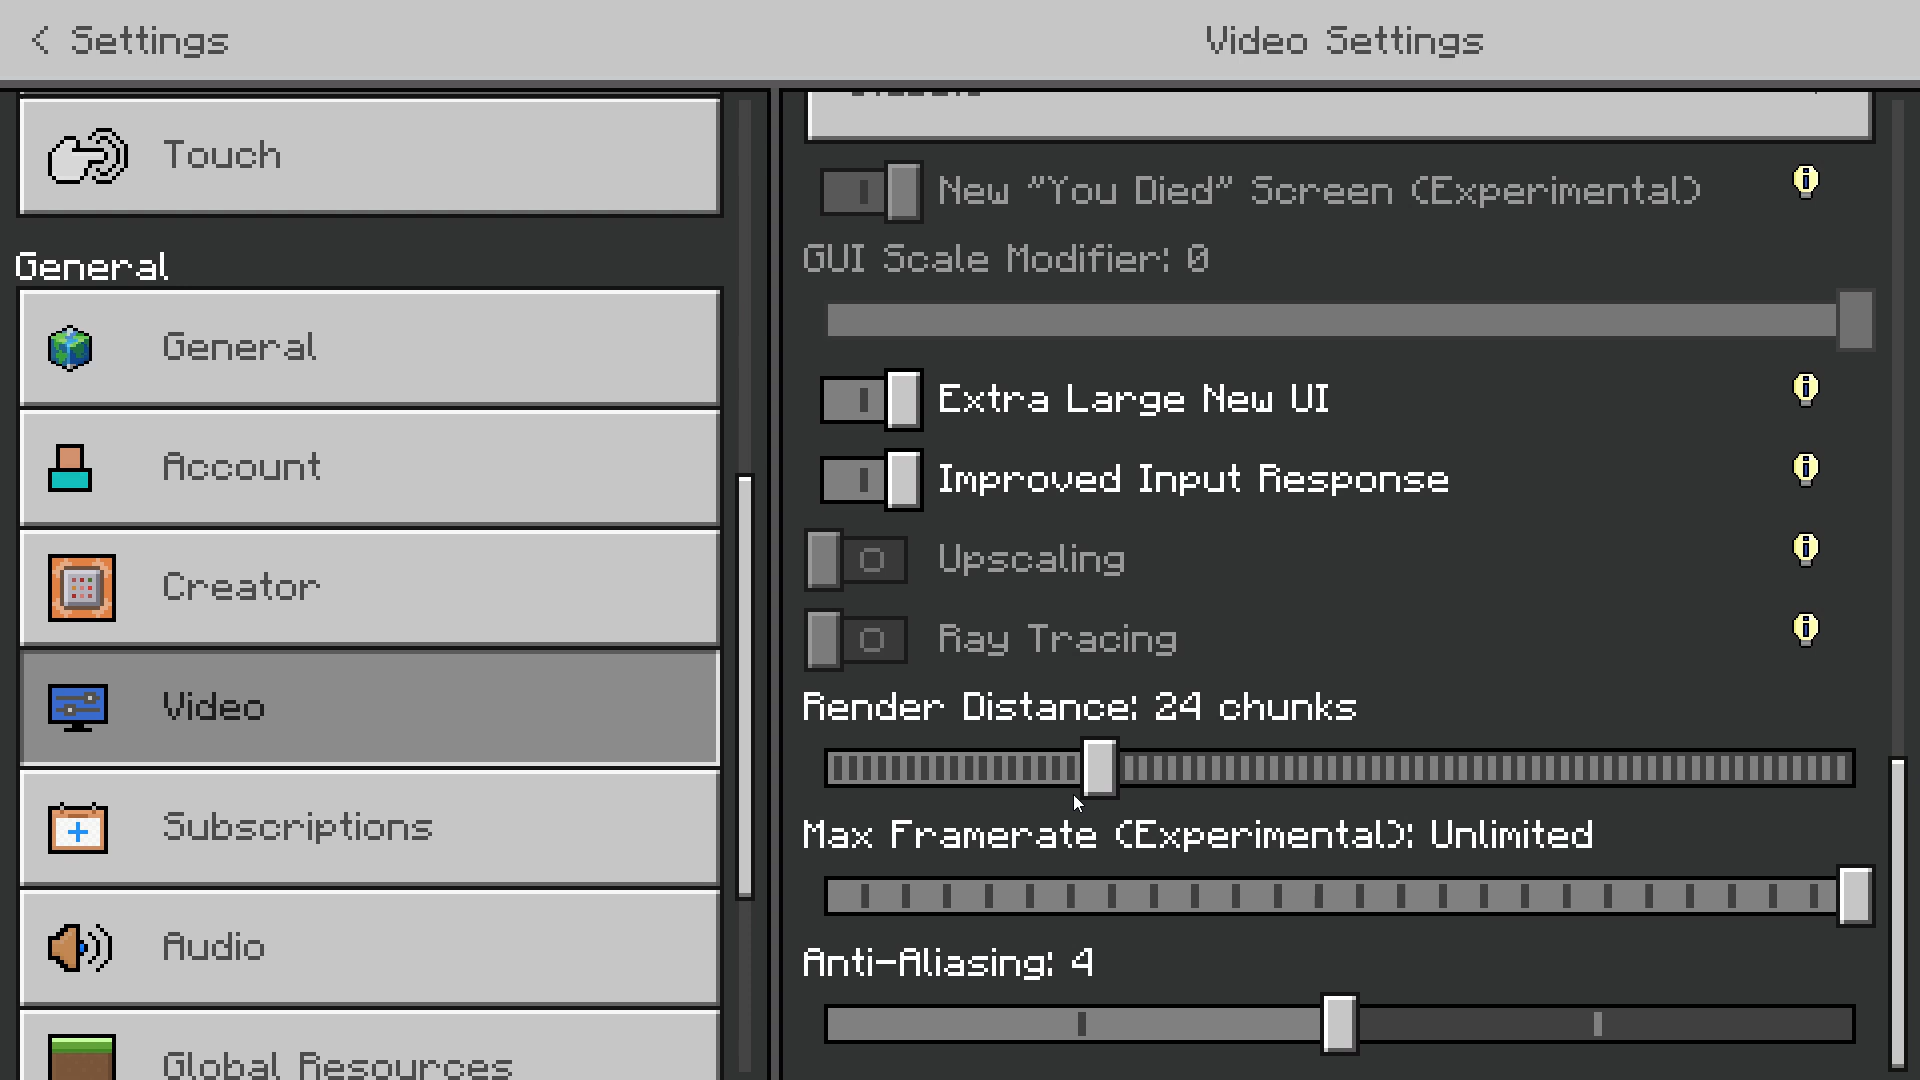 Settings
Video Settings
Touch
General
General
Account
Creator
Video
Subscriptions
Audio
Global Resources
New "You Died" Screen (Experimental)
GUI Scale Modifier: 0
Extra Large New UI
Improved Input Response
Upscaling
Ray Tracing
Render Distance: 24 chunks
Max Framerate (Experimental): Unlimited
Anti-Aliasing: 4